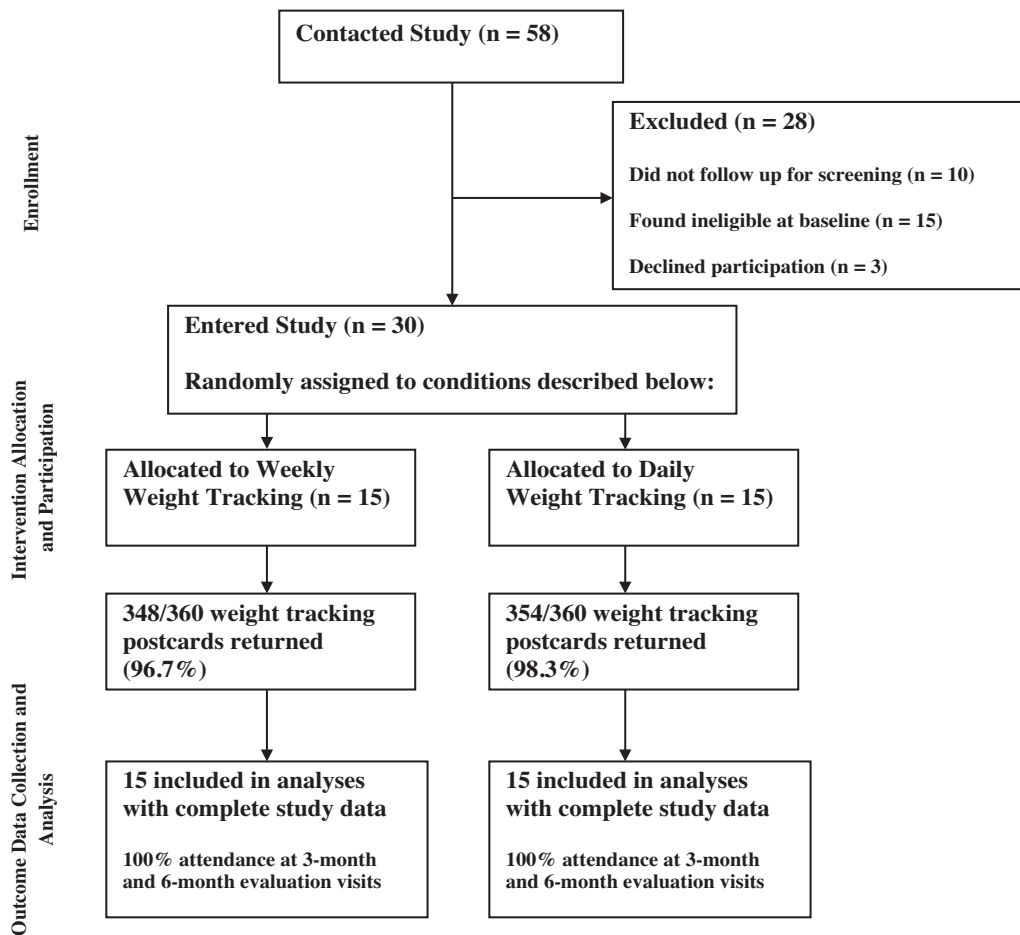 Contacted Study (n = 58)
Enrollment
Excluded (n = 28)
Did not follow up for screening (n = 10)
Found ineligible at baseline (n = 15)
Declined participation (n = 3)
Entered Study (n = 30)
Randomly assigned to conditions described below:
Intervention Allocation
and Participation
Allocated to Weekly
Weight Tracking (n = 15)
Allocated to Daily
Weight Tracking (n = 15)
348/360 weight tracking
postcards returned
(96.7%)
354/360 weight tracking
postcards returned
(98.3%)
Outcome Data Collection and
Analysis
15 included in analyses
with complete study data
100% attendance at 3-month
and 6-month evaluation visits
15 included in analyses
with complete study data
100% attendance at 3-month
and 6-month evaluation visits